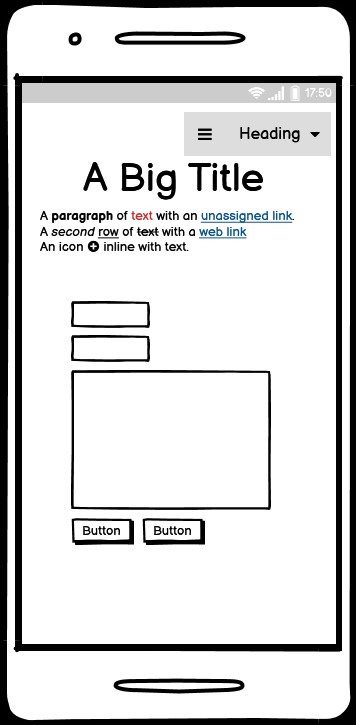 17:50
Heading
A Big Title
A paragraph of text with an unassigned link.
A second row of text with a web link
An icon inline with text.
Button Button